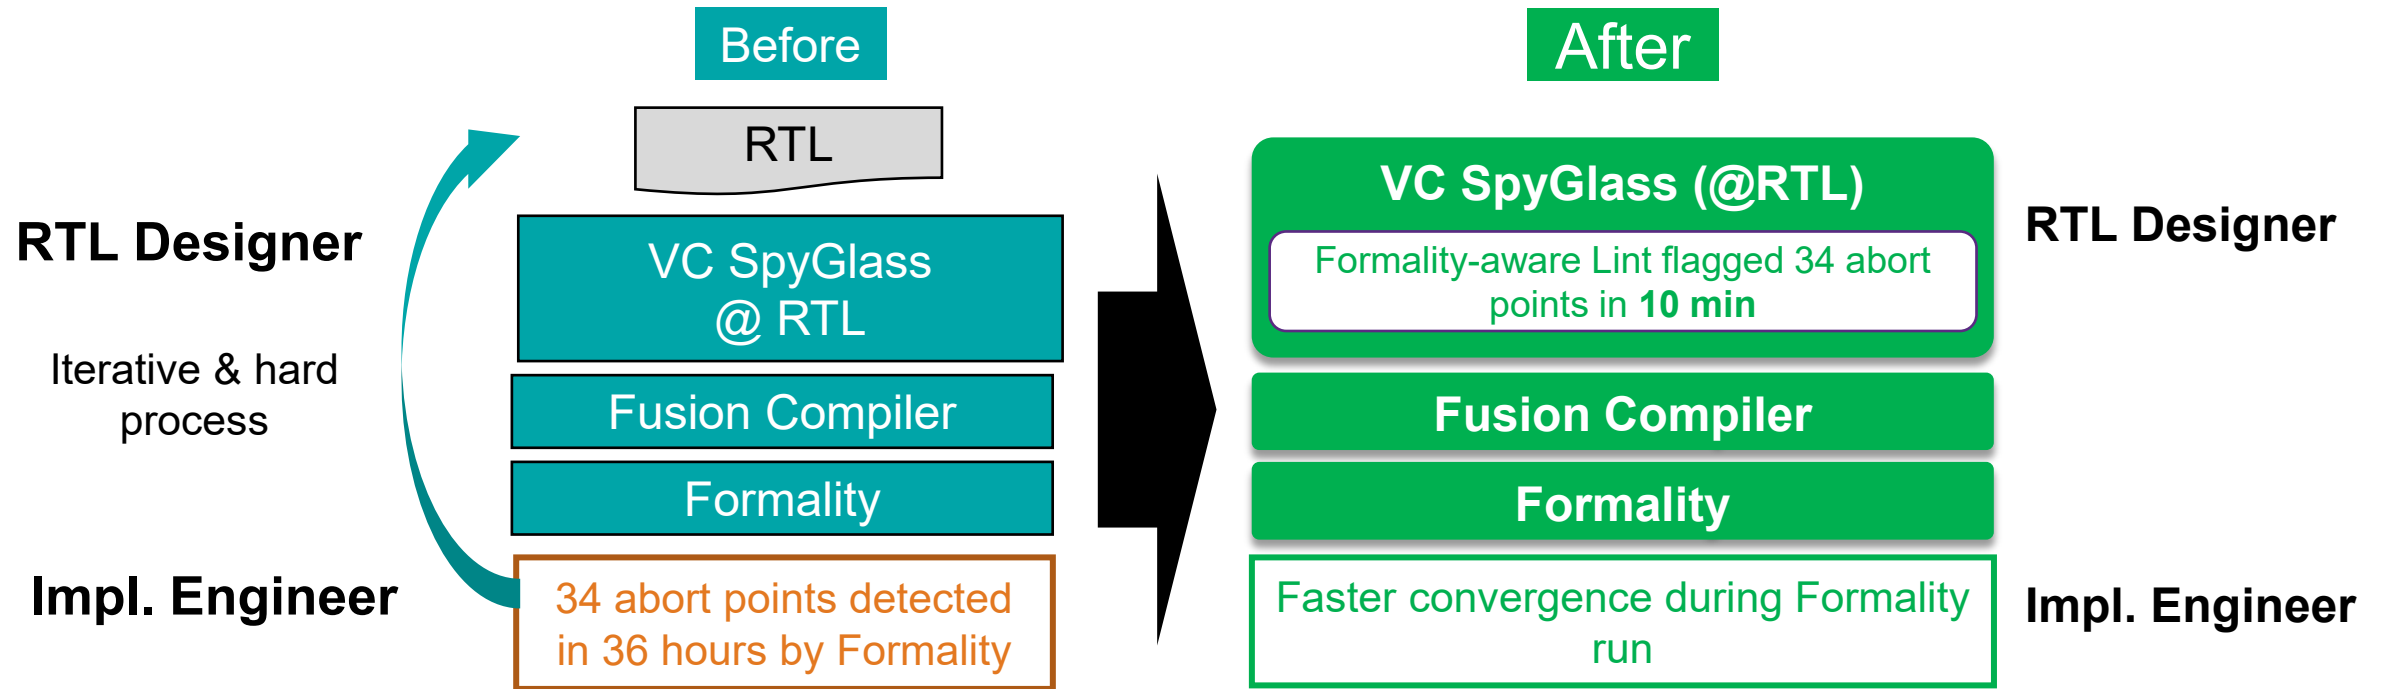 Before
RTL
RTL Designer
VC SpyGlass
@ RTL
Iterative & hard
process
Fusion Compiler
Formality
Impl. Engineer
34 abort points detected
in 36 hours by Formality
After
VC SpyGlass (@RTL)
Formality-aware Lint flagged 34 abort
points in 10 min
RTL Designer
Fusion Compiler
Formality
Faster convergence during Formality
run
Impl. Engineer